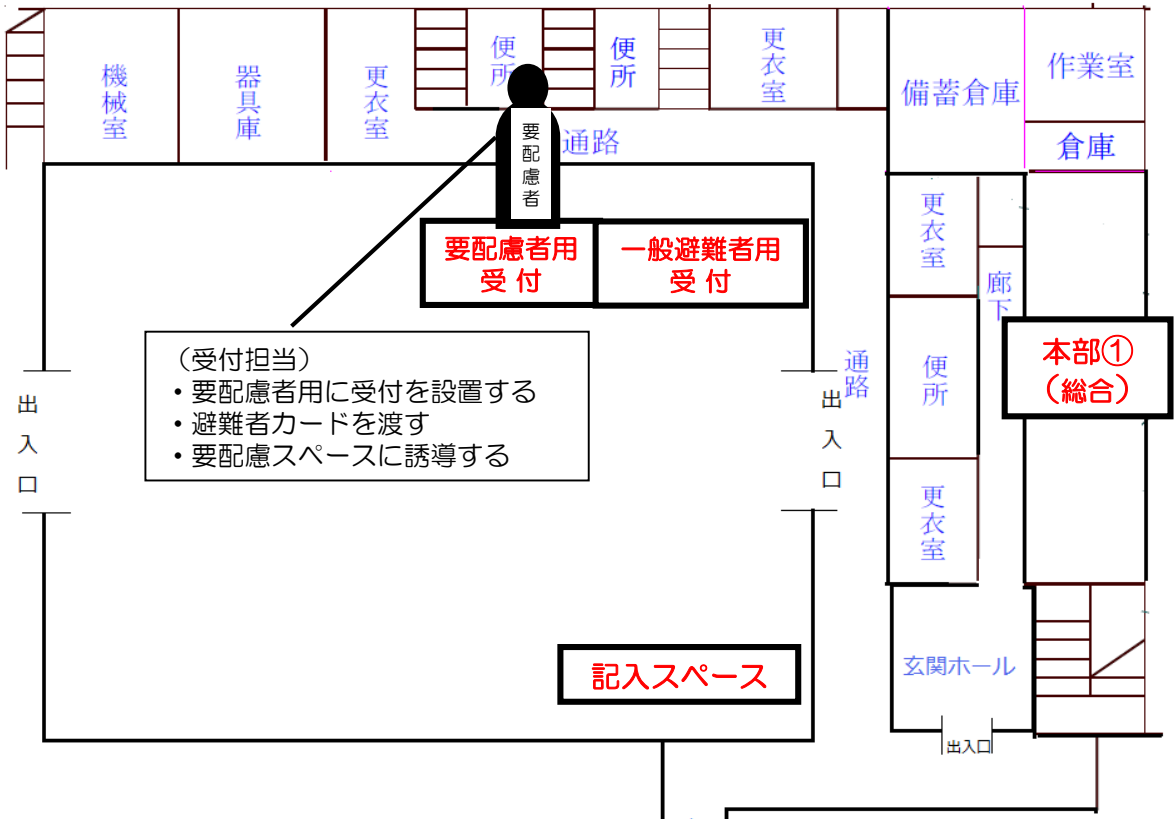 機械室
器具庫
更衣室
便所
便所
更衣室
備蓄倉庫
作業室
倉庫
通路
要配慮者
要配慮者用
受付
一般避難者用
受付
更衣室
廊下
本部①
（総合）
（受付担当）
・要配慮者用に受付を設置する
・避難者カードを渡す
・要配慮スペースに誘導する
出入口
通路
出入口
便所
更衣室
記入スペース
玄関ホール
出入口